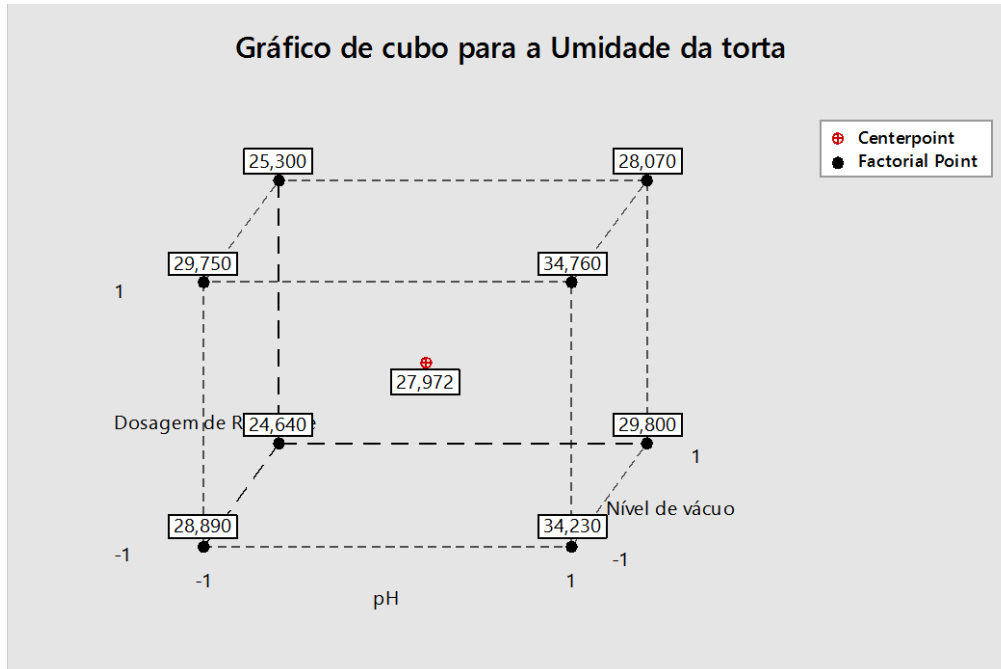 Gráfico de cubo para a Umidade da torta
Centerpoint
Factorial Point
25,300
28,070
29,750
34,760
1
27,972
Dosagem de R
24,640
e
29,800
1
Nível de vácuo
28,890
34,230
-1
-1
-1
1
pH